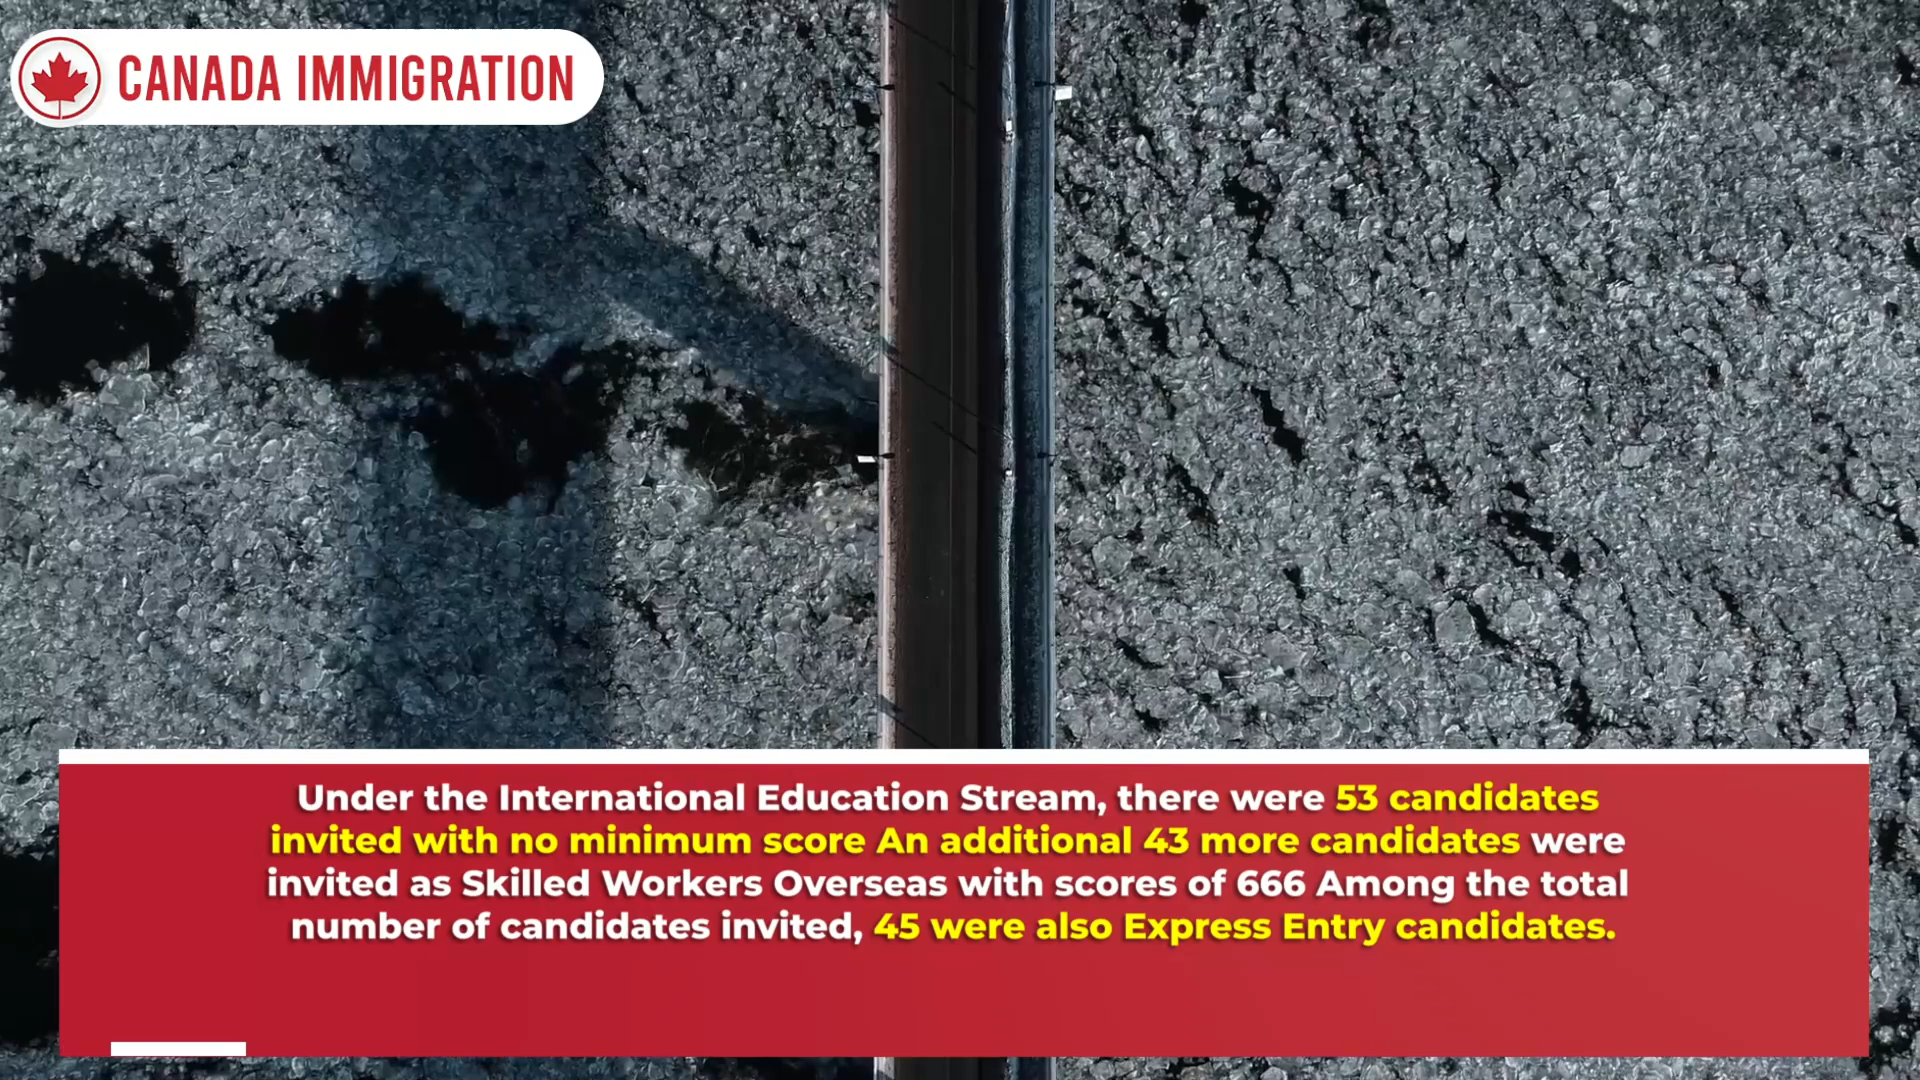 CANADA IMMIGRATION
Under the International Education Stream, there were 53 candidates
invited with no minimum score An additional 43 more candidates were
invited as Skilled Workers Overseas with scores of 666 Among the total
number of candidates invited, 45 were also Express Entry candidates.